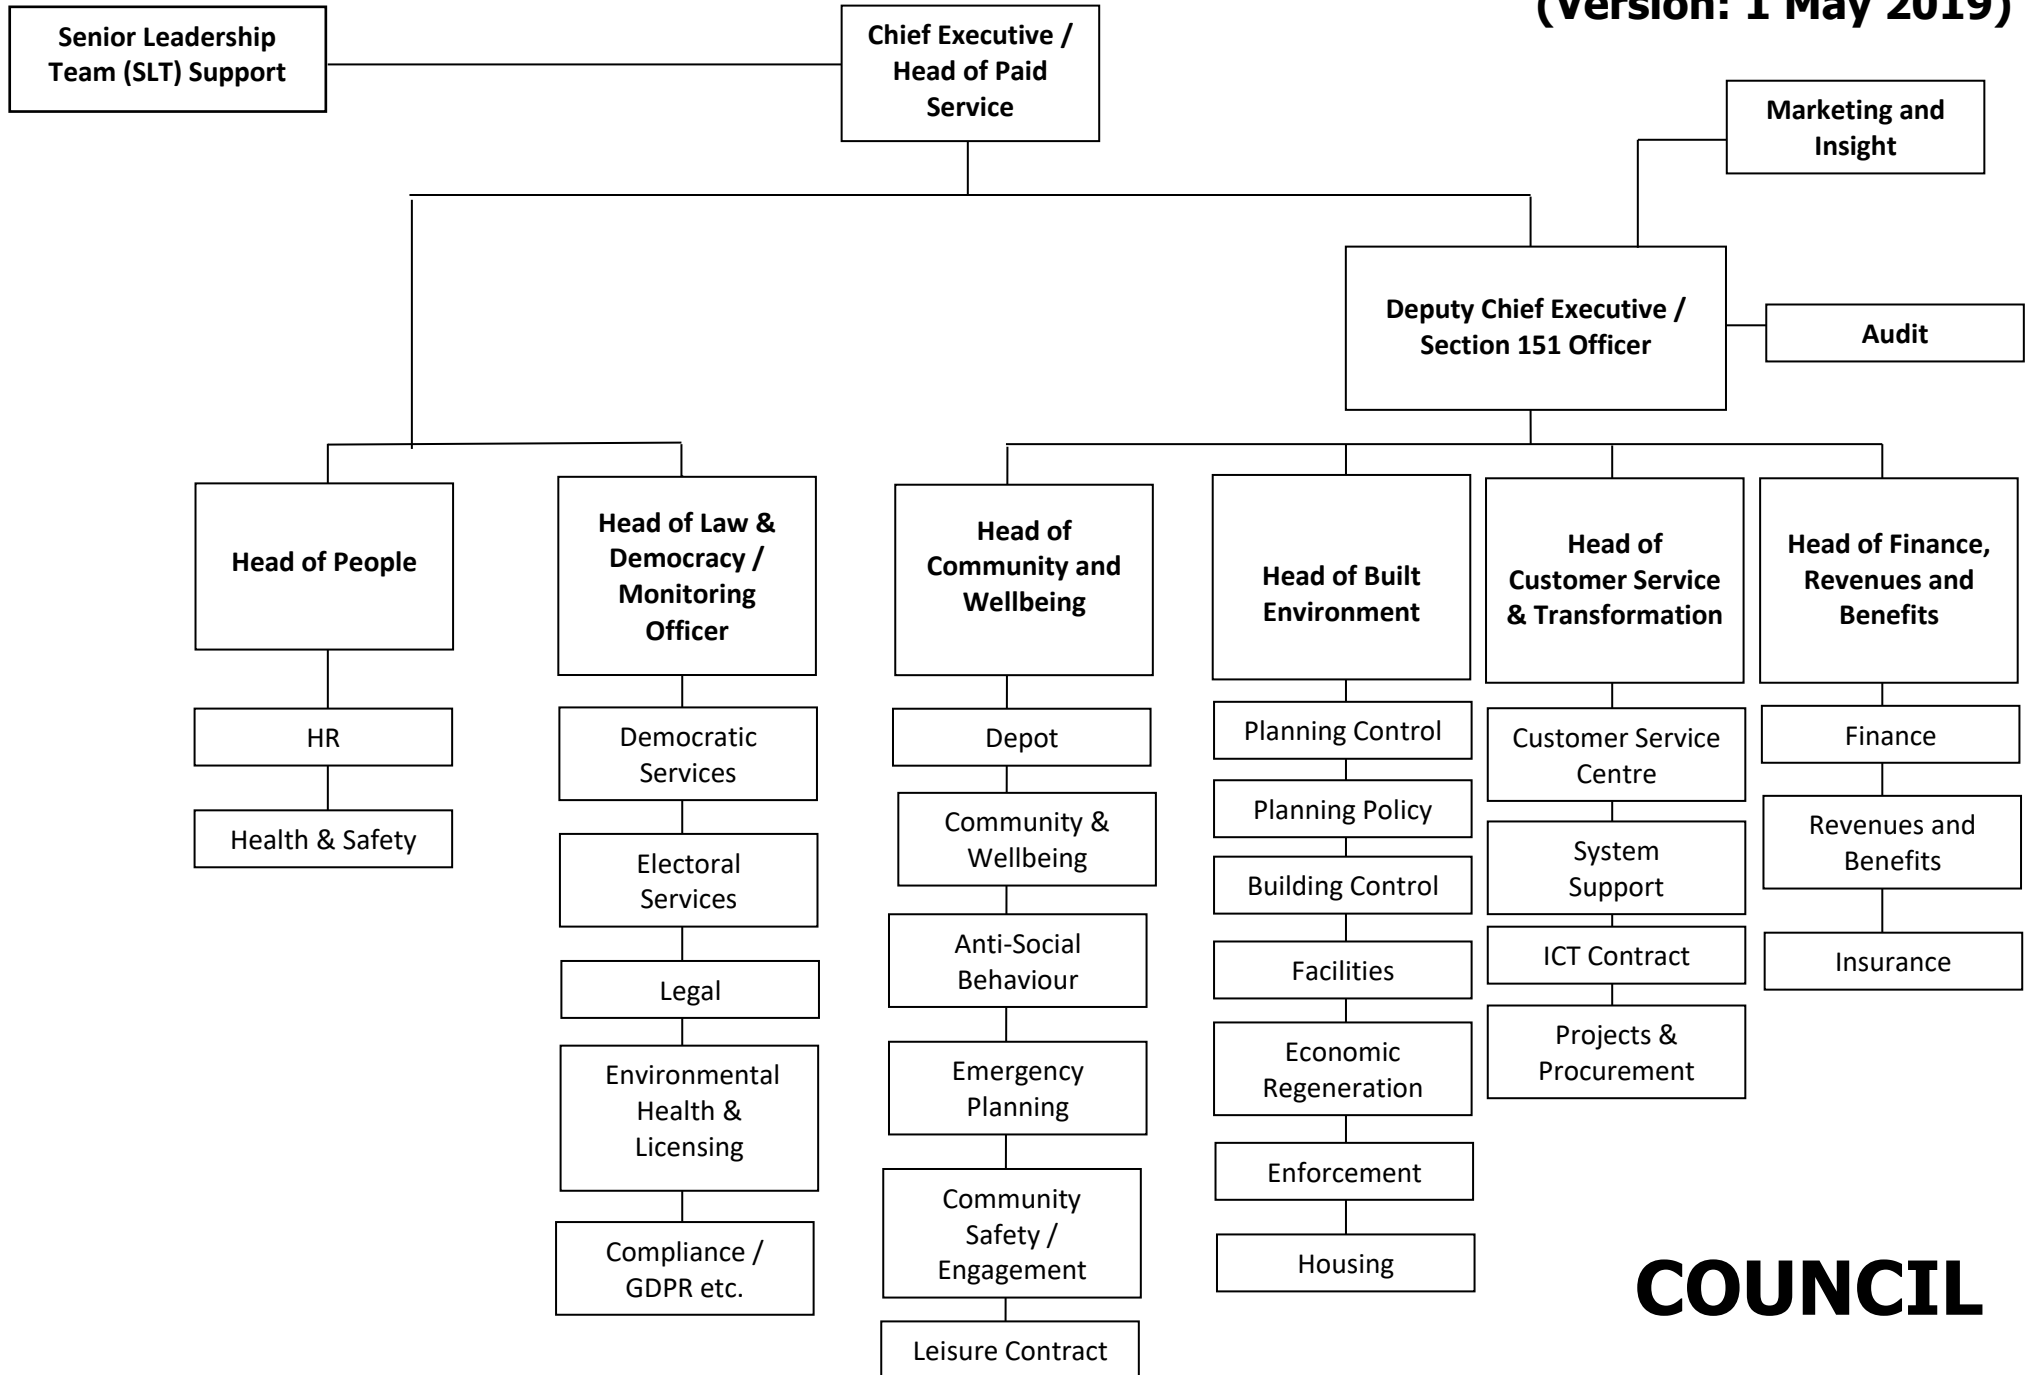 (Version: 1 May 2019)
Senior Leadership
Team (SLT) Support
Chief Executive /
Head of Paid
Service
Marketing and
Insight
Deputy Chief Executive /
Section 151 Officer
Audit
Head of People
HR
Health & Safety
Head of Law &
Democracy /
Monitoring
Officer
Democratic
Services
Electoral
Services
Legal
Environmental
Health &
Licensing
Compliance /
GDPR etc.
Head of
Community and
Wellbeing
Depot
Community &
Wellbeing
Anti-Social
Behaviour
Emergency
Planning
Community
Safety /
Engagement
Leisure Contract
Head of Built
Environment
Planning Control
Planning Policy
Building Control
Facilities
Economic
Regeneration
Enforcement
Housing
Head of
Customer Service
& Transformation
Customer Service
Centre
System
Support
ICT Contract
Projects &
Procurement
Head of Finance,
Revenues and
Benefits
Finance
Revenues and
Benefits
Insurance
COUNCIL